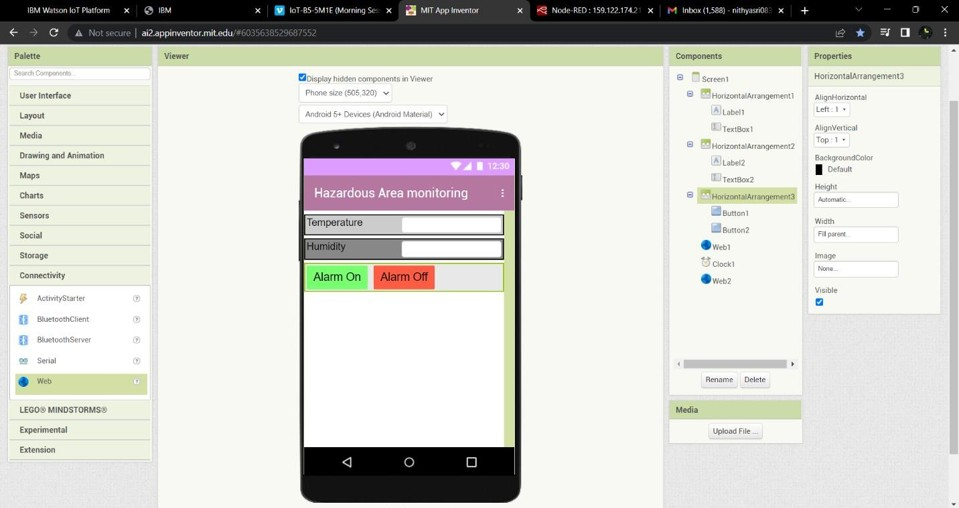 IBM Watson IoT Platform
IBM
IoT-B5-5M1E (Morning Se
MIT App Inventor
Node-RED : 159.122.174.21
Inbox (1,588) - nithyasri083
Not secure
ai2.appinventor.mit.edu/#6035638529687552
Palette
Viewer
Components
Properties
Search Components...
User Interface
Layout
Media
Drawing and Animation
Maps
Charts
Sensors
Social
Storage
Connectivity
ActivityStarter
BluetoothClient
BluetoothServer
Serial
Web
LEGO® MINDSTORMS®
Experimental
Extension
Display hidden components in Viewer
Phone size (505,320)
Android 5+ Devices (Android Material)
12:30
Hazardous Area monitoring
Temperature
Humidity
Alarm On
Alarm Off
Screen1
HorizontalArrangement1
Label1
TextBox1
HorizontalArrangement2
Label2
TextBox2
HorizontalArrangement3
Button1
Button2
Web1
Clock1
Web2
Rename
Delete
Media
Upload File ...
HorizontalArrangement3
AlignHorizontal
Left : 1
AlignVertical
Top : 1
BackgroundColor
Default
Height
Automatic...
Width
Fill parent...
Image
None...
Visible